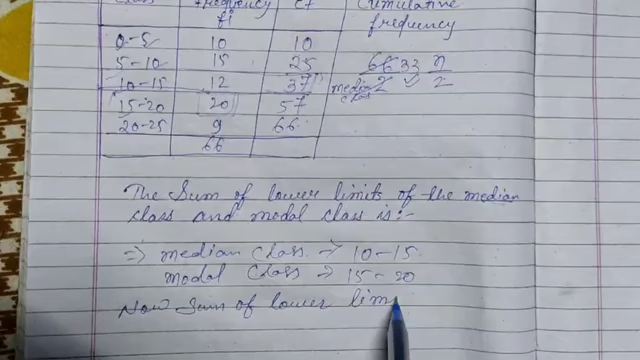 Frequency cf Cumulative
fi frequency
0-5 10 10
5-10 15 25 66 33 n
10-15 12 37 median 2 2
15-20 20 57 class
20-25 9 66
66
The Sum of lower limits of the median
class and modal class is:-
⇒ median class → 10-15
modal class → 15-20
Now Sum of lower lim